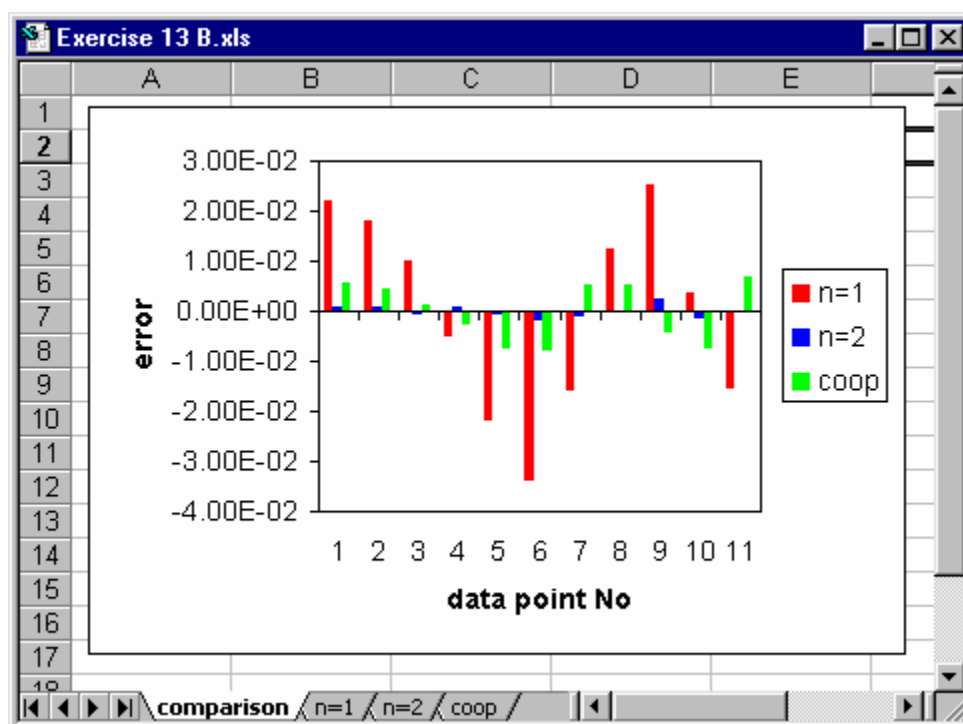 Exercise 13 B.xls
A B C D E
1
2
3
4
5
6
7
8
9
10
11
12
13
14
15
16
17
18
3.00E-02
2.00E-02
1.00E-02
0.00E+00
-1.00E-02
-2.00E-02
-3.00E-02
-4.00E-02
error
1 2 3 4 5 6 7 8 9 10 11
data point No
n=1
n=2
coop
comparison n=1 n=2 coop